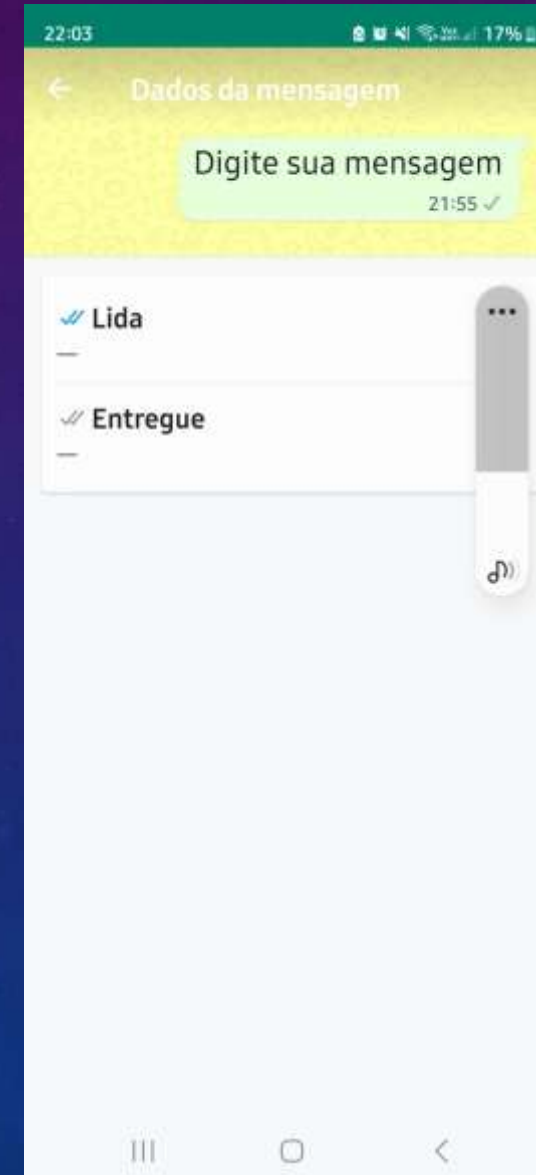 22:03
17%
Dados da mensagem
Digite sua mensagem
21:55
Lida
—
Entregue
—